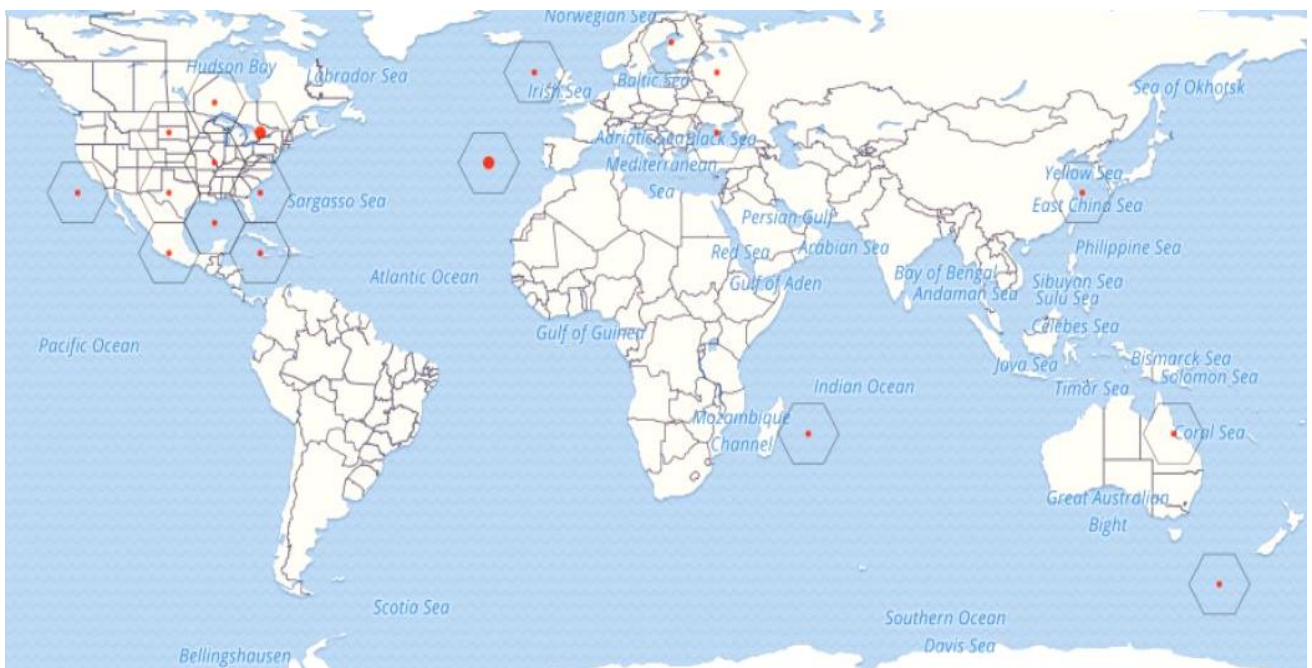 Norwegian Sea
Hudson Bay
Labrador Sea
Irish Sea
Baltic Sea
Sea of Okhotsk
Adriatic Sea
Black Sea
Mediterranean
Sea
Yellow Sea
Sargasso Sea
East China Sea
Persian Gulf
Red Sea
Arabian Sea
Philippine Sea
Atlantic Ocean
Bay of Bengal
Gulf of Aden
Andaman Sea
Sibuyan Sea
Sulu Sea
Gulf of Guinea
Celebes Sea
Pacific Ocean
Java Sea
Bismarck Sea
Solomon Sea
Timor Sea
Indian Ocean
Mozambique
Channel
Coral Sea
Great Australian
Bight
Scotia Sea
Southern Ocean
Davis Sea
Bellingshausen